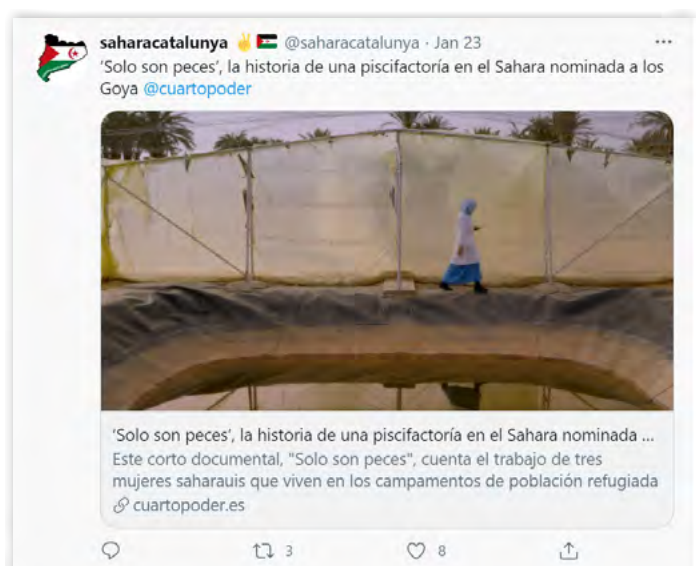 saharacatalunya ✌️ 🇪🇭 @saharacatalunya · Jan 23
'Solo son peces', la historia de una piscifactoría en el Sahara nominada a los
Goya @cuartopoder
'Solo son peces', la historia de una piscifactoría en el Sahara nominada ...
Este corto documental, "Solo son peces", cuenta el trabajo de tres
mujeres saharauis que viven en los campamentos de población refugiada
cuartopoder.es
3 8